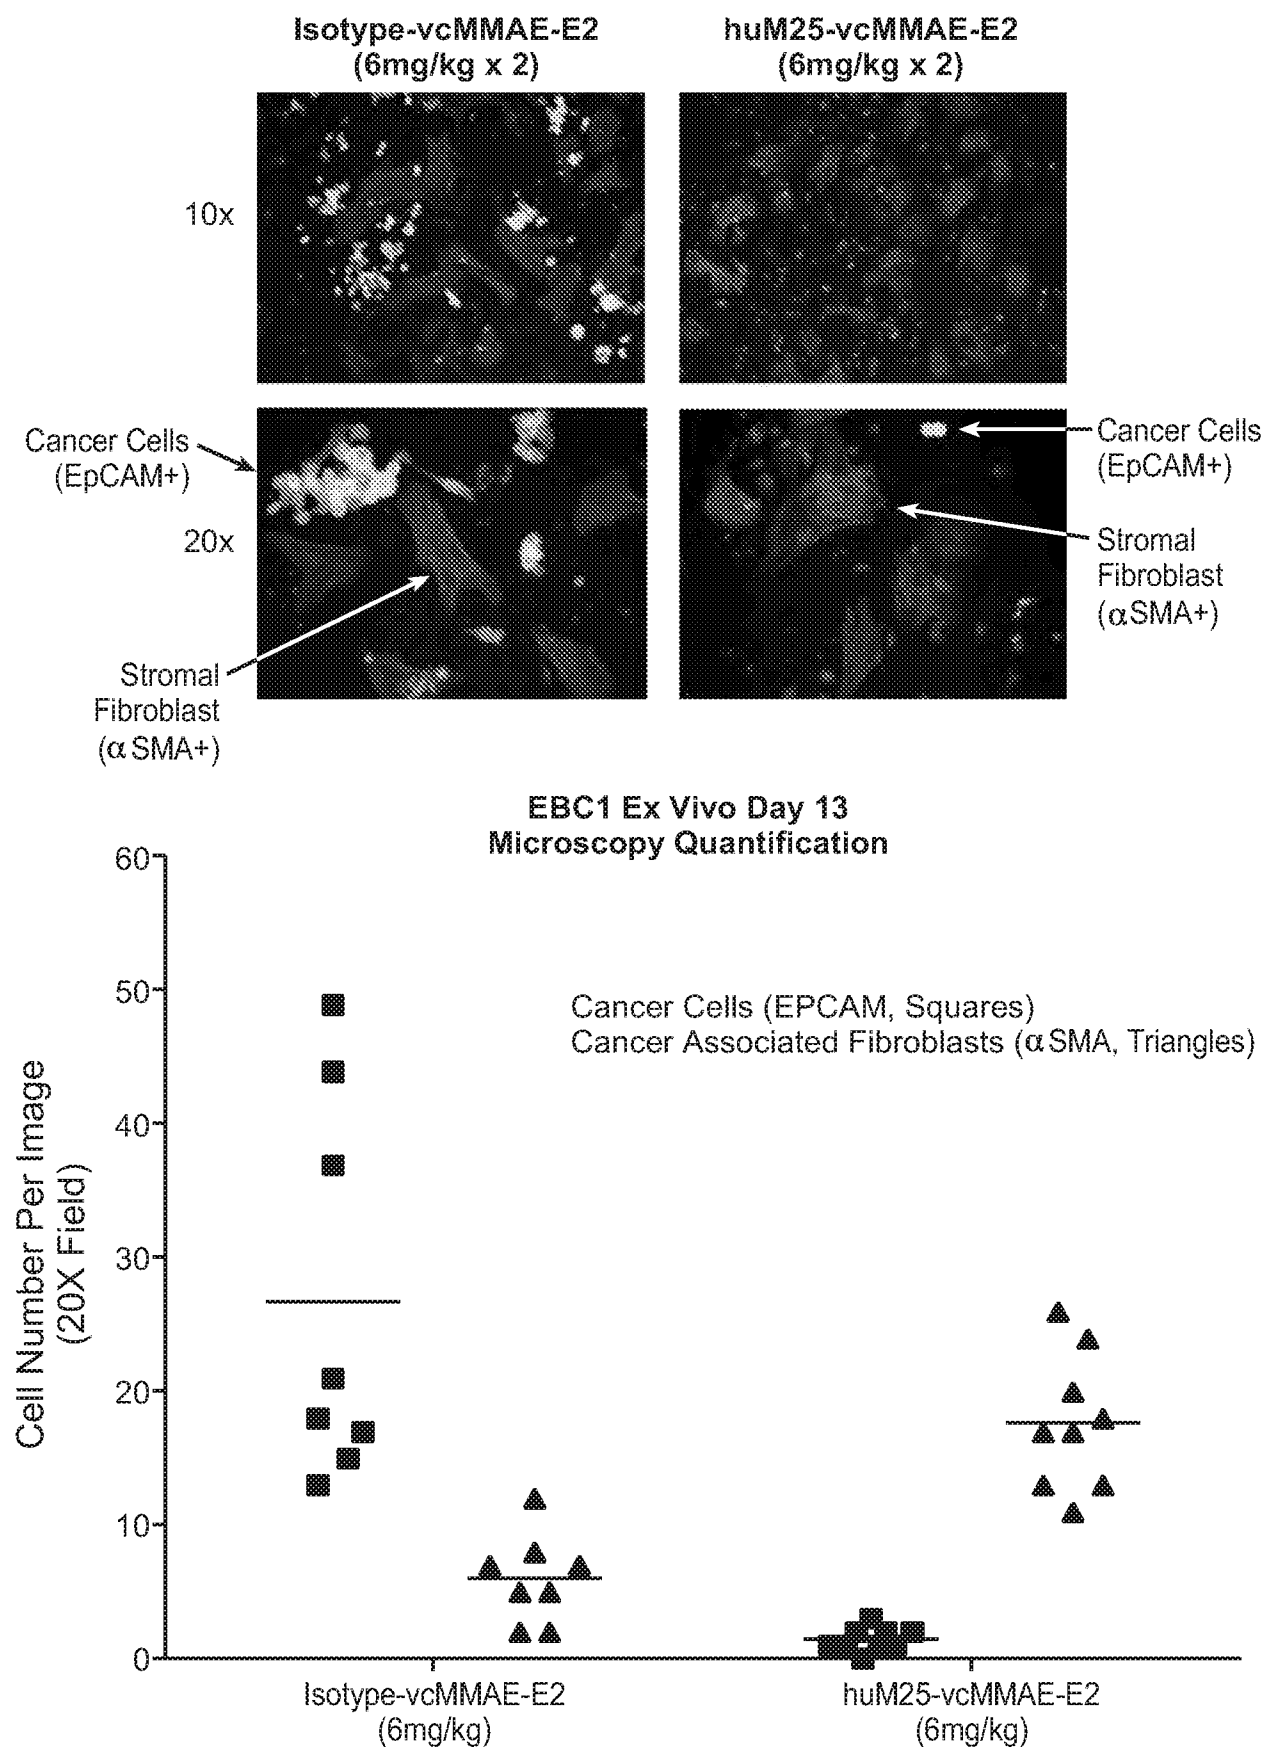 Isotype-vcMMAE-E2
(6mg/kg x 2)
huM25-vcMMAE-E2
(6mg/kg x 2)
10x
Cancer Cells
(EpCAM+)
20x
Stromal
Fibroblast
(αSMA+)
Cancer Cells
(EpCAM+)
Stromal
Fibroblast
(αSMA+)
EBC1 Ex Vivo Day 13
Microscopy Quantification
60
50
40
30
20
10
0
Cell Number Per Image
(20X Field)
Cancer Cells (EPCAM, Squares)
Cancer Associated Fibroblasts (αSMA, Triangles)
Isotype-vcMMAE-E2
(6mg/kg)
huM25-vcMMAE-E2
(6mg/kg)